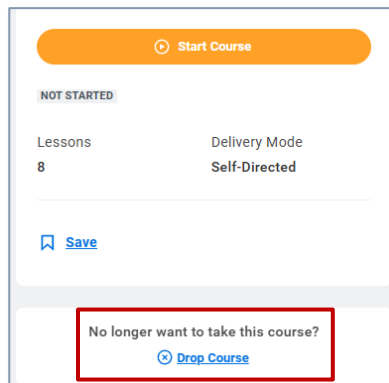 Start Course
NOT STARTED
Lessons Delivery Mode
8 Self-Directed
Save
No longer want to take this course?
Drop Course